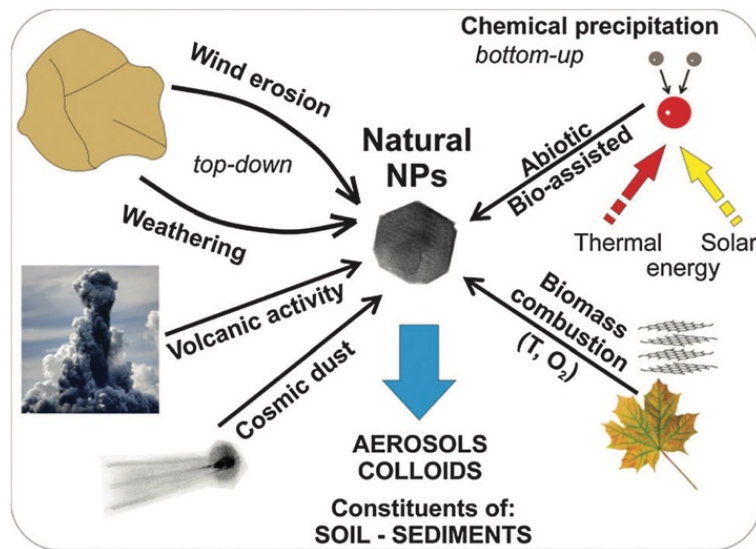 Chemical precipitation
bottom-up
Wind erosion
top-down
Weathering
Natural
NPs
Abiotic
Bio-assisted
Thermal
Solar
energy
Volcanic activity
Cosmic dust
Biomass
combustion
(T, O₂)
AEROSOLS
COLLOIDS
Constituents of:
SOIL - SEDIMENTS